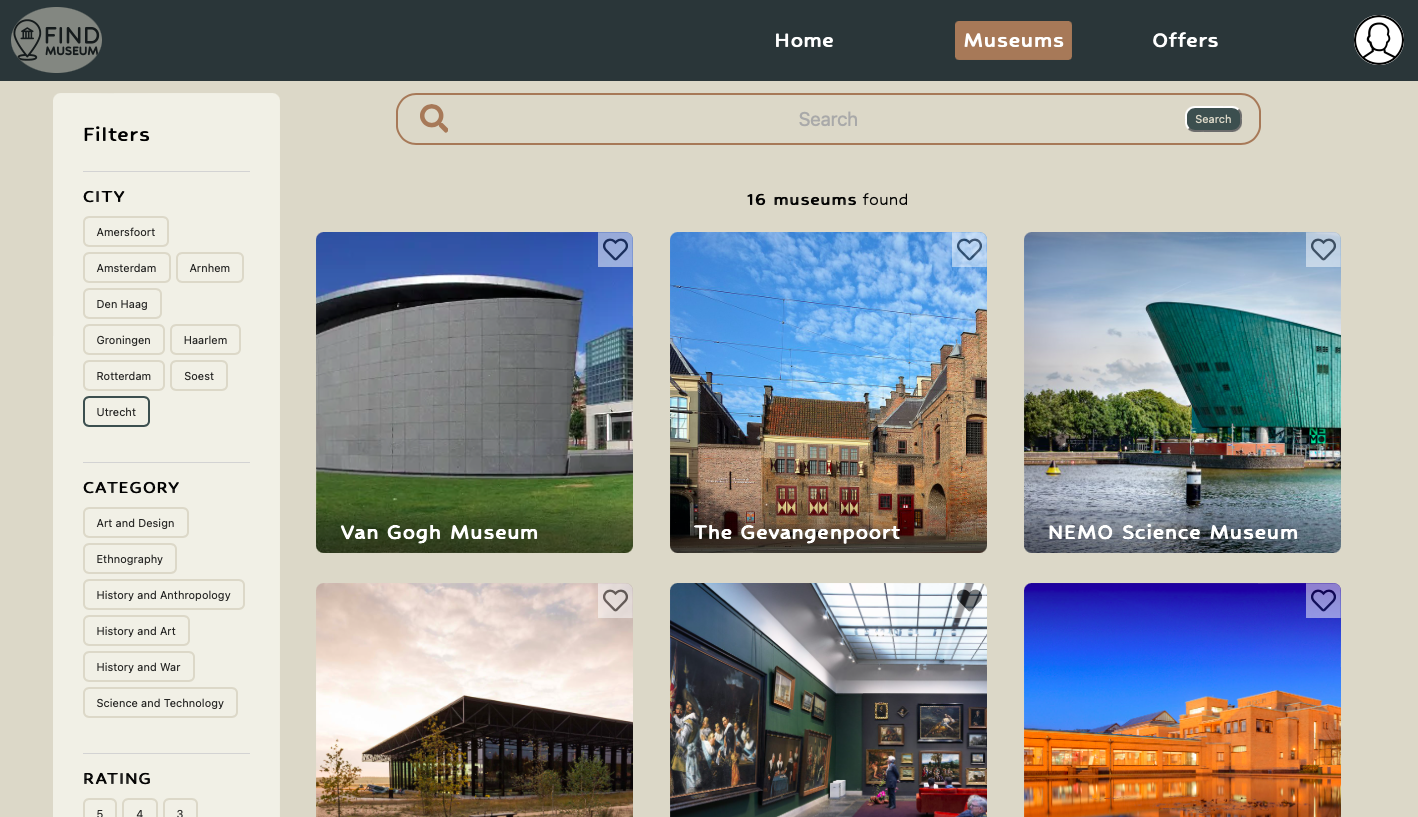 FIND
MUSEUM
Home
Museums
Offers
Search
Search
Filters
CITY
Amersfoort
Amsterdam
Arnhem
Den Haag
Groningen
Haarlem
Rotterdam
Soest
Utrecht
CATEGORY
Art and Design
Ethnography
History and Anthropology
History and Art
History and War
Science and Technology
RATING
5
4
3
16 museums found
Van Gogh Museum
The Gevangenpoort
NEMO
NEMO Science Museum